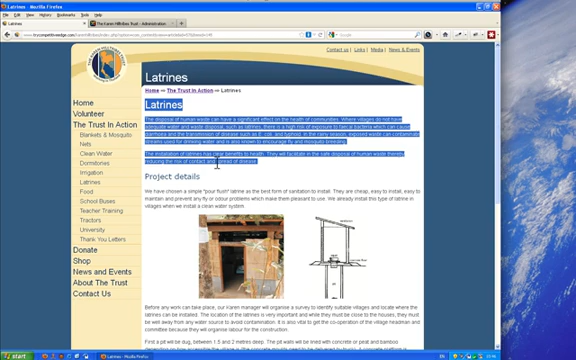 Latrines - Mozilla Firefox
File Edit View History Bookmarks Tools Help
Latrines
The Karen Hilltribes Trust - Administration
Google
Contact us | Links | Media | News & Events
Latrines
Home The Trust In Action Latrines
Home
Volunteer
The Trust In Action
Blankets & Mosquito
Nets
Clean Water
Dormitories
Irrigation
Latrines
Food
School Buses
Teacher Training
Tractors
University
Thank You Letters
Donate
Shop
News and Events
About The Trust
Contact Us
Latrines
The disposal of human waste can have a significant effect on the health of communities. Where villages do not have
adequate water and waste disposal, such as latrines, there is a high risk of exposure to faecal bacteria which can cause
diarrhoea and the transmission of disease such as E. coli, and typhoid. In the rainy season, exposed waste can contaminate
streams used for drinking water and is also known to encourage fly and mosquito breeding.
The installation of latrines has clear benefits to health. They will facilitate in the safe disposal of human waste thereby
reducing the risk of contact and spread of disease.
Project details
We have chosen a simple "pour flush" latrine as the best form of sanitation to install. They are cheap, easy to install, easy to
maintain and prevent any fly or odour problems which make them pleasant to use. We already install this type of latrine in
villages when we install a clean water system.
Before any work can take place, our Karen manager will organise a survey to identify suitable villages and locate where the
latrines can be installed. The location of the latrines is very important and while they must be close to the houses, they must
be well away from any water source to avoid contamination. It is also vital to get the co-operation of the village headman and
committee because they will organise labour for the construction.
First a pit will be dug, between 1.5 and 2 metres deep. The pit walls will be lined with concrete or peat and bamboo
start
Latrines - Mozilla Firefox
EN